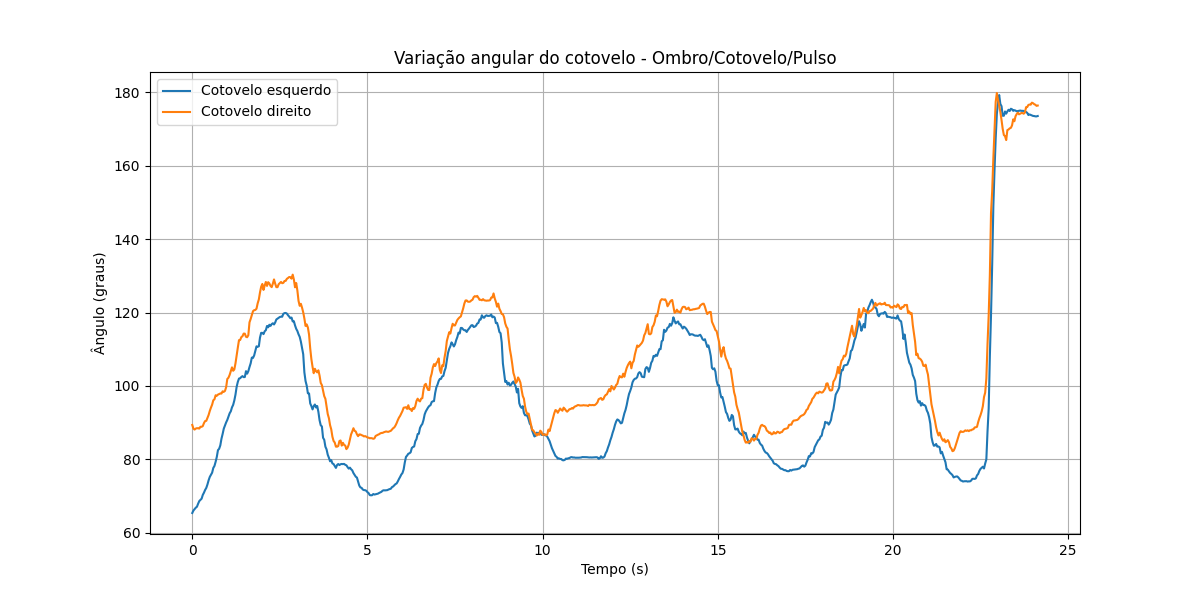 Variação angular do cotovelo - Ombro/Cotovelo/Pulso
Cotovelo esquerdo
Cotovelo direito
Ângulo (graus)
180
160
140
120
100
80
60
0 5 10 15 20 25
Tempo (s)